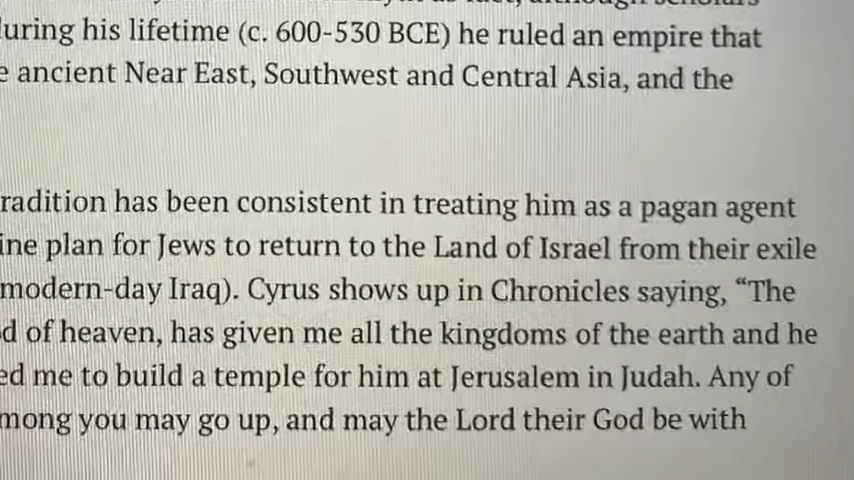 during his lifetime (c. 600-530 BCE) he ruled an empire that
ancient Near East, Southwest and Central Asia, and the
radition has been consistent in treating him as a pagan agent
ine plan for Jews to return to the Land of Israel from their exile
modern-day Iraq). Cyrus shows up in Chronicles saying, “The
d of heaven, has given me all the kingdoms of the earth and he
ed me to build a temple for him at Jerusalem in Judah. Any of
mong you may go up, and may the Lord their God be with